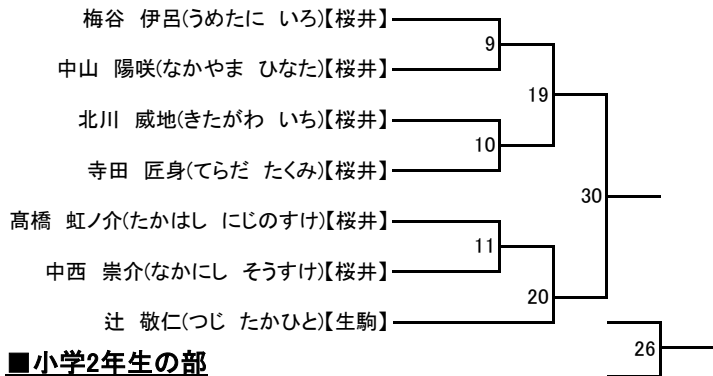 梅谷　伊呂(うめたに　いろ)【桜井】
9
中山　陽咲(なかやま　ひなた)【桜井】
19
北川　威地(きたがわ　いち)【桜井】
10
寺田　匠身(てらだ　たくみ)【桜井】
30
髙橋　虹ノ介(たかはし　にじのすけ)【桜井】
11
中西　崇介(なかにし　そうすけ)【桜井】
20
辻　敬仁(つじ　たかひと)【生駒】
26
■小学2年生の部